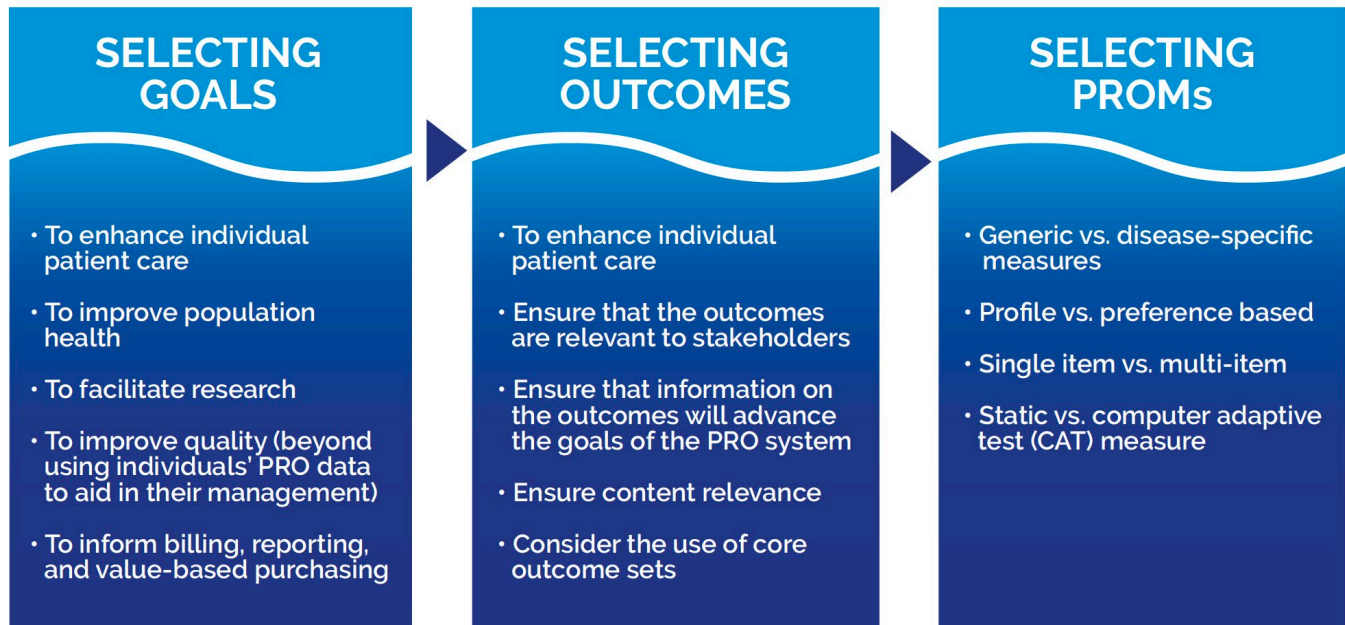 SELECTING
GOALS
• To enhance individual
patient care
• To improve population
health
• To facilitate research
• To improve quality (beyond
using individuals’ PRO data
to aid in their management)
• To inform billing, reporting,
and value-based purchasing
SELECTING
OUTCOMES
• To enhance individual
patient care
• Ensure that the outcomes
are relevant to stakeholders
• Ensure that information on
the outcomes will advance
the goals of the PRO system
• Ensure content relevance
• Consider the use of core
outcome sets
SELECTING
PROMs
• Generic vs. disease-specific
measures
• Profile vs. preference based
• Single item vs. multi-item
• Static vs. computer adaptive
test (CAT) measure